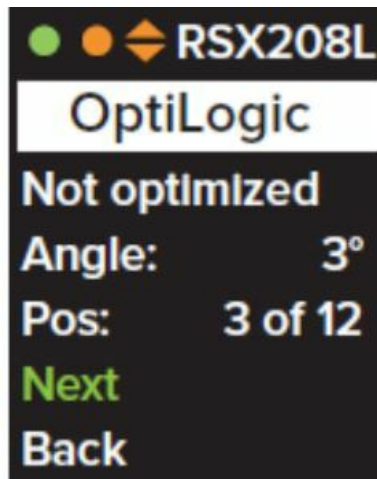 RSX208L
OptiLogic
Not optimized
Angle: 3°
Pos: 3 of 12
Next
Back